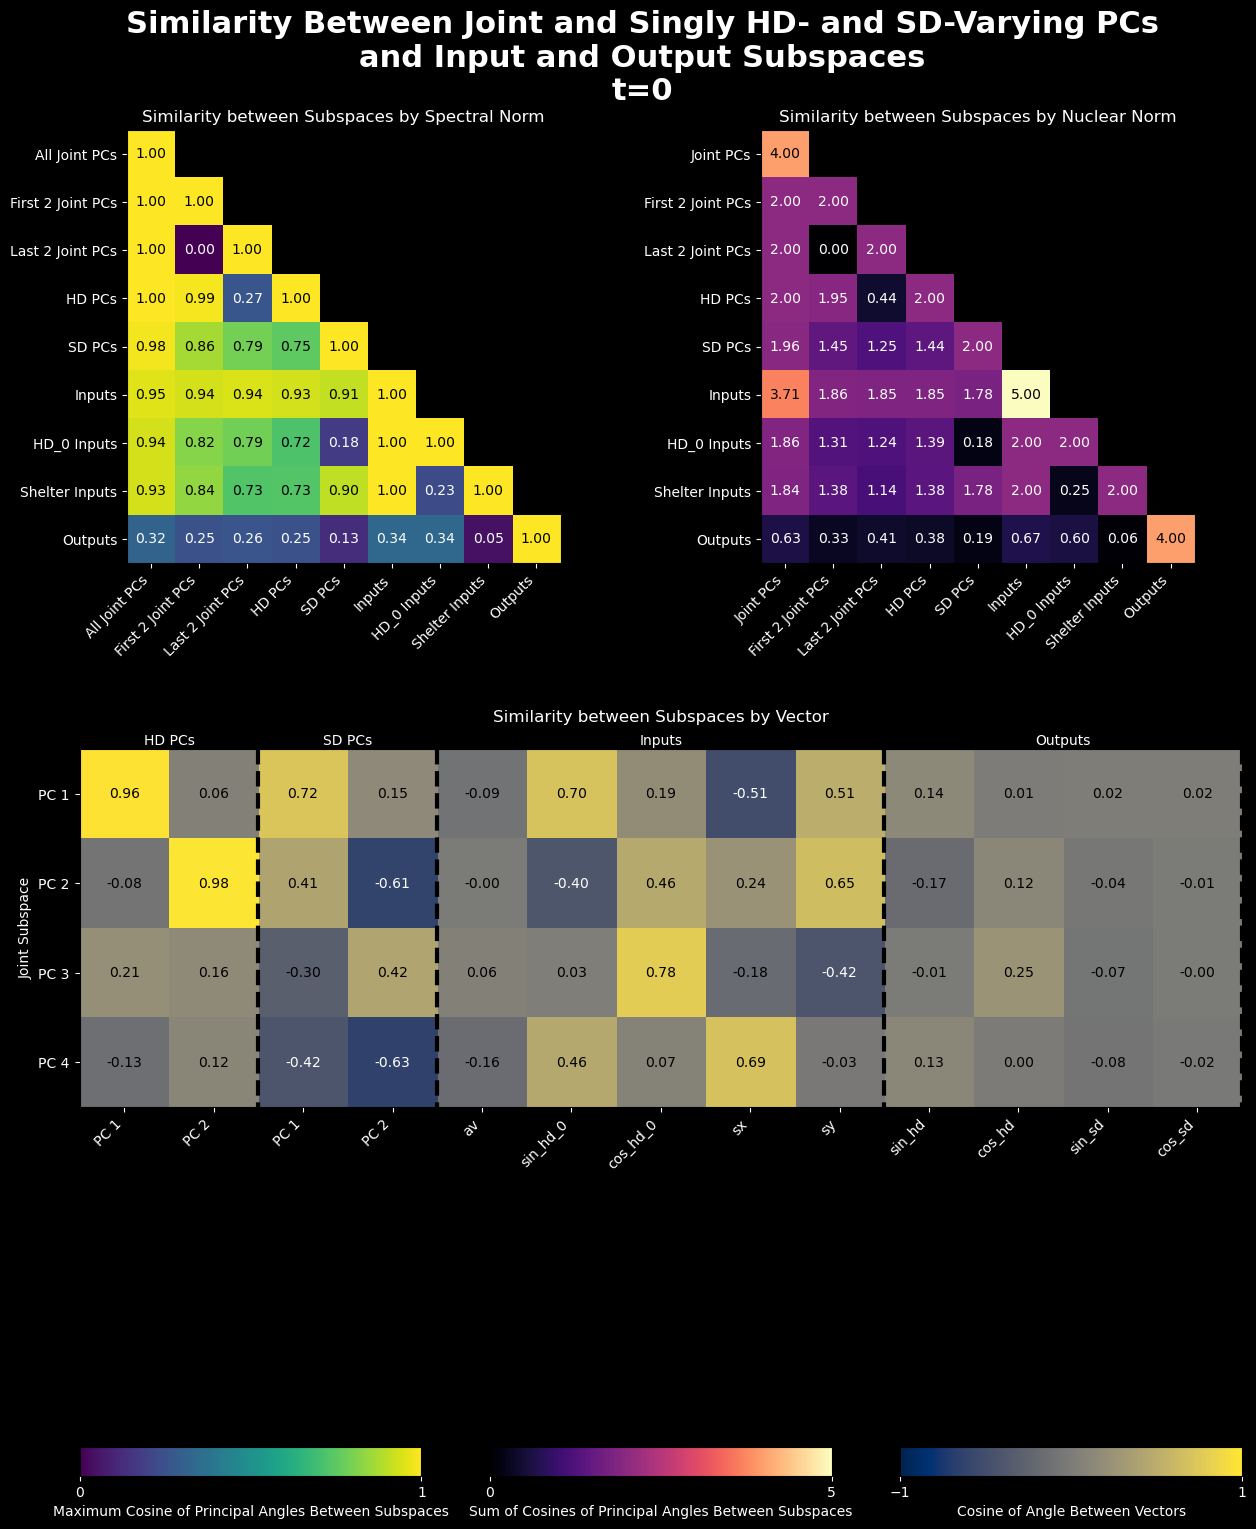 Similarity Between Joint and Singly HD- and SD-Varying PCs
and Input and Output Subspaces
t=0
Similarity between Subspaces by Spectral Norm
All Joint PCs 1.00
First 2 Joint PCs 1.00 1.00
Last 2 Joint PCs 1.00 0.00 1.00
HD PCs 1.00 0.99 0.27 1.00
SD PCs 0.98 0.86 0.79 0.75 1.00
Inputs 0.95 0.94 0.94 0.93 0.91 1.00
HD_0 Inputs 0.94 0.82 0.79 0.72 0.18 1.00 1.00
Shelter Inputs 0.93 0.84 0.73 0.73 0.90 1.00 0.23 1.00
Outputs 0.32 0.25 0.26 0.25 0.13 0.34 0.34 0.05 1.00
All Joint PCs First 2 Joint PCs Last 2 Joint PCs HD PCs SD PCs Inputs HD_0 Inputs Shelter Inputs Outputs
Similarity between Subspaces by Nuclear Norm
Joint PCs 4.00
First 2 Joint PCs 2.00 2.00
Last 2 Joint PCs 2.00 0.00 2.00
HD PCs 2.00 1.95 0.44 2.00
SD PCs 1.96 1.45 1.25 1.44 2.00
Inputs 3.71 1.86 1.85 1.85 1.78 5.00
HD_0 Inputs 1.86 1.31 1.24 1.39 0.18 2.00 2.00
Shelter Inputs 1.84 1.38 1.14 1.38 1.78 2.00 0.25 2.00
Outputs 0.63 0.33 0.41 0.38 0.19 0.67 0.60 0.06 4.00
Joint PCs First 2 Joint PCs Last 2 Joint PCs HD PCs SD PCs Inputs HD_0 Inputs Shelter Inputs Outputs
Similarity between Subspaces by Vector
HD PCs SD PCs Inputs Outputs
Joint Subspace
PC 1 0.96 0.06 0.72 0.15 -0.09 0.70 0.19 -0.51 0.51 0.14 0.01 0.02 0.02
PC 2 -0.08 0.98 0.41 -0.61 -0.00 -0.40 0.46 0.24 0.65 -0.17 0.12 -0.04 -0.01
PC 3 0.21 0.16 -0.30 0.42 0.06 0.03 0.78 -0.18 -0.42 -0.01 0.25 -0.07 -0.00
PC 4 -0.13 0.12 -0.42 -0.63 -0.16 0.46 0.07 0.69 -0.03 0.13 0.00 -0.08 -0.02
PC 1 PC 2 PC 1 PC 2 av sin_hd_0 cos_hd_0 sx sy sin_hd cos_hd sin_sd cos_sd
0 1
Maximum Cosine of Principal Angles Between Subspaces
0 5
Sum of Cosines of Principal Angles Between Subspaces
−1 1
Cosine of Angle Between Vectors